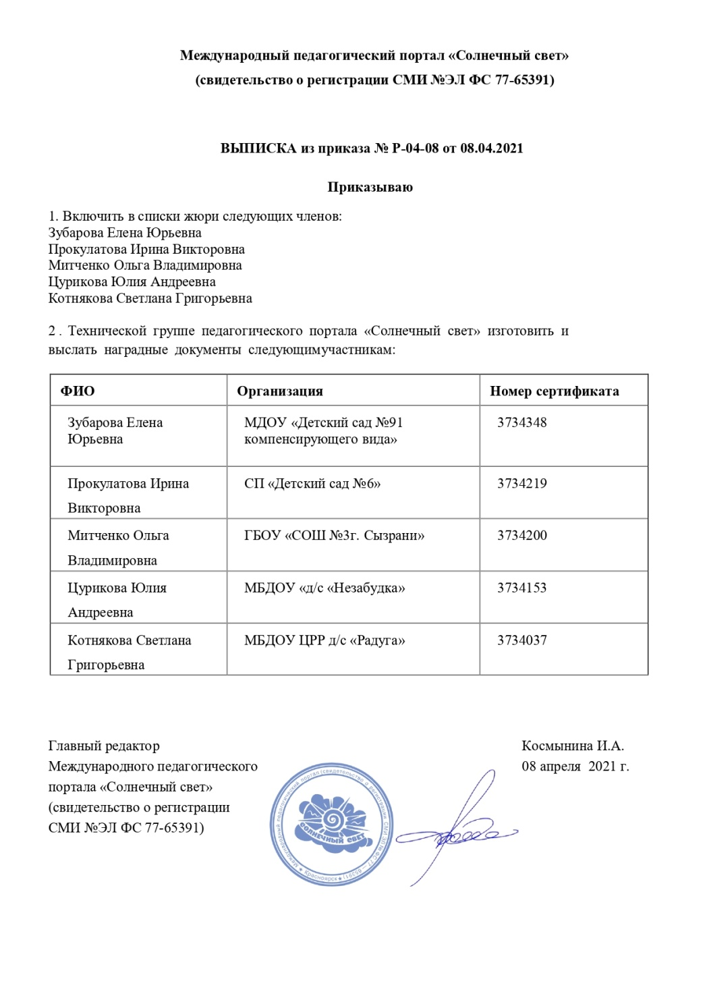 Международный педагогический портал «Солнечный свет»
(свидетельство о регистрации СМИ №ЭЛ ФС 77-65391)
ВЫПИСКА из приказа № Р-04-08 от 08.04.2021
Приказываю
1. Включить в списки жюри следующих членов:
Зубарова Елена Юрьевна
Прокулатова Ирина Викторовна
Митченко Ольга Владимировна
Цурикова Юлия Андреевна
Котнякова Светлана Григорьевна
2 . Технической группе педагогического портала «Солнечный свет» изготовить и
выслать наградные документы следующимучастникам:
ФИО Организация Номер сертификата
Зубарова Елена МДОУ «Детский сад №91 3734348
Юрьевна компенсирующего вида»
Прокулатова Ирина СП «Детский сад №6» 3734219
Викторовна
Митченко Ольга ГБОУ «СОШ №3г. Сызрани» 3734200
Владимировна
Цурикова Юлия МБДОУ «д/с «Незабудка» 3734153
Андреевна
Котнякова Светлана МБДОУ ЦРР д/с «Радуга» 3734037
Григорьевна
Главный редактор Космынина И.А.
Международного педагогического 08 апреля 2021 г.
портала «Солнечный свет»
(свидетельство о регистрации
СМИ №ЭЛ ФС 77-65391)
★ Международный педагогический портал (свидетельство о регистрации СМИ ЭЛ № ФС 77 — 65391) ★ Красноярск
СОЛНЕЧНЫЙ СВЕТ